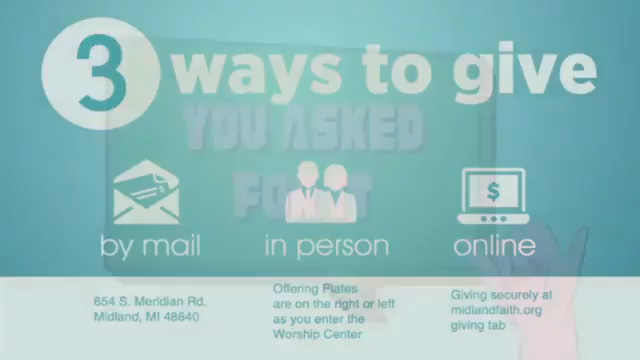 3 ways to give
YOU ASKED
FOR IT
by mail
in person
online
654 S. Meridian Rd.
Midland, MI 48640
Offering Plates
are on the right or left
as you enter the
Worship Center
Giving securely at
midlandfaith.org
giving tab